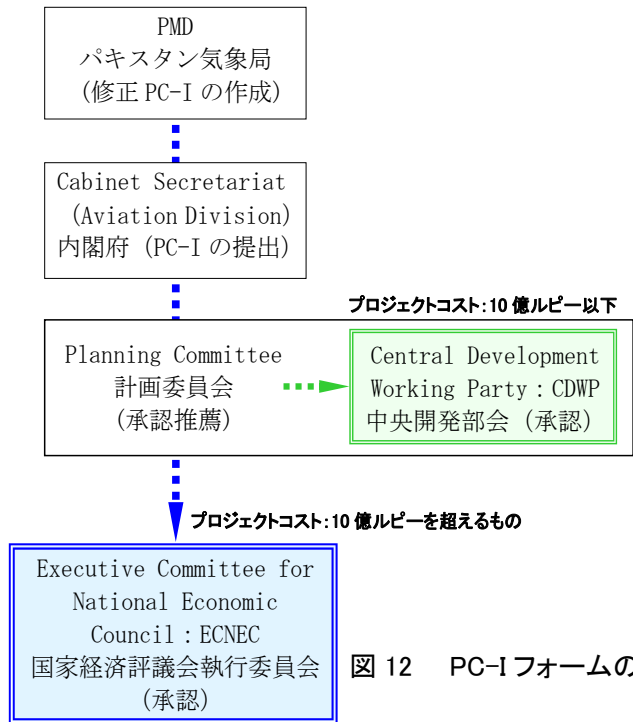 PMD
パキスタン気象局
(修正 PC-I の作成)
Cabinet Secretariat
(Aviation Division)
内閣府 (PC-I の提出)
プロジェクトコスト:10 億ルピー以下
Planning Committee
計画委員会
(承認推薦)
Central Development
Working Party：CDWP
中央開発部会 (承認)
プロジェクトコスト:10 億ルピーを超えるもの
Executive Committee for
National Economic
Council：ECNEC
国家経済評議会執行委員会
(承認)
図 12 PC-I フォームの